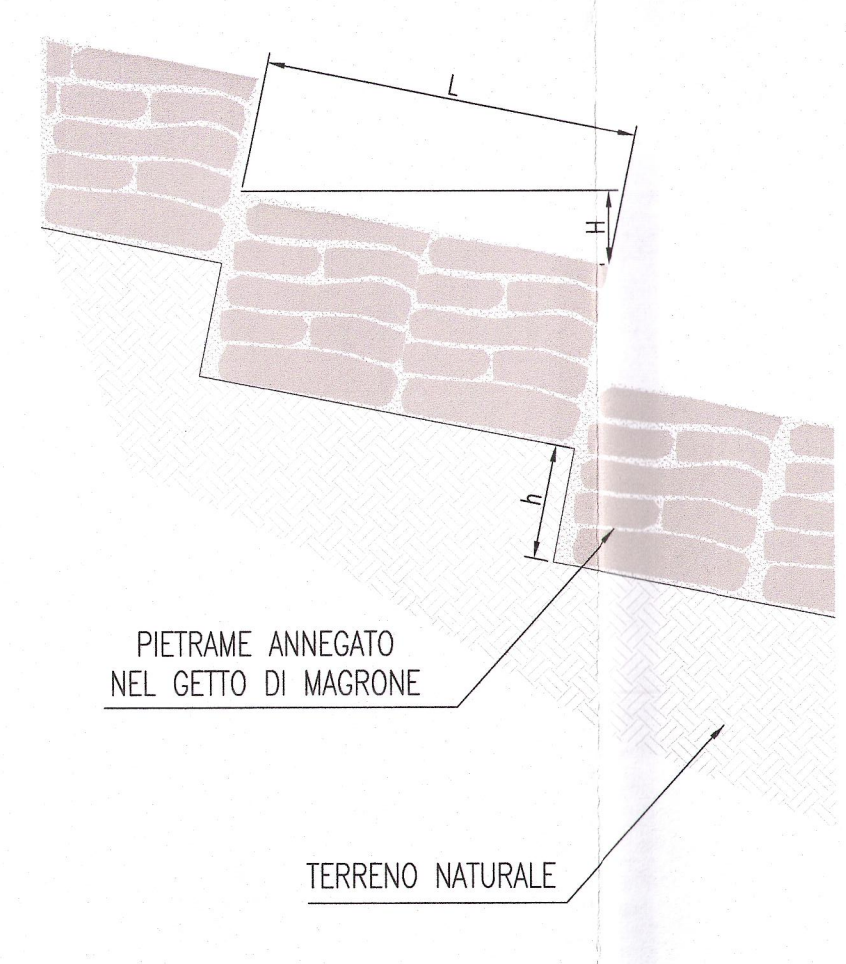 L
H
h
PIETRAME ANNEGATO
NEL GETTO DI MAGRONE
TERRENO NATURALE